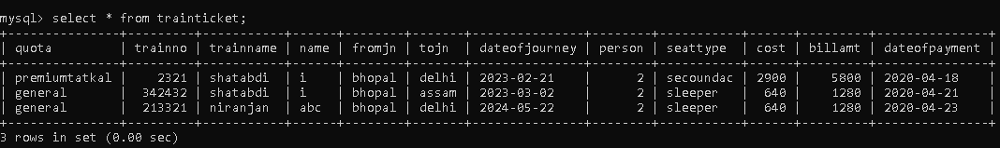 mysql> select * from trainticket;
+---------------+---------+-----------+------+--------+-------+---------------+--------+-----------+------+---------+---------------+
| quota         | trainno | trainname | name | fromjn | tojn  | dateofjourney | person | seattype  | cost | billamt | dateofpayment |
+---------------+---------+-----------+------+--------+-------+---------------+--------+-----------+------+---------+---------------+
| premiumtatkal |    2321 | shatabdi  | i    | bhopal | delhi | 2023-02-21    |      2 | secoundac | 2900 |    5800 | 2020-04-18    |
| general       |  342432 | shatabdi  | i    | bhopal | assam | 2023-03-02    |      2 | sleeper   |  640 |    1280 | 2020-04-21    |
| general       |  213321 | niranjan  | abc  | bhopal | delhi | 2024-05-22    |      2 | sleeper   |  640 |    1280 | 2020-04-23    |
+---------------+---------+-----------+------+--------+-------+---------------+--------+-----------+------+---------+---------------+
3 rows in set (0.00 sec)